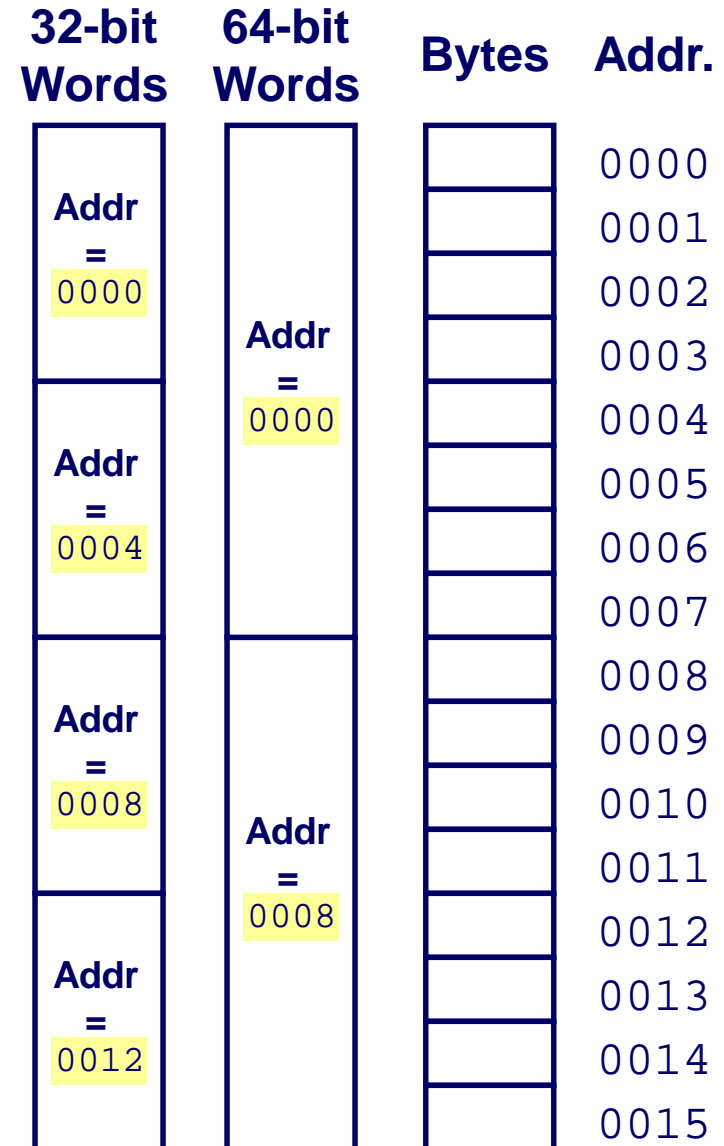 32-bit
Words
64-bit
Words
Bytes
Addr.
Addr
=
0000
Addr
=
0004
Addr
=
0008
Addr
=
0012
Addr
=
0000
Addr
=
0008
0000
0001
0002
0003
0004
0005
0006
0007
0008
0009
0010
0011
0012
0013
0014
0015